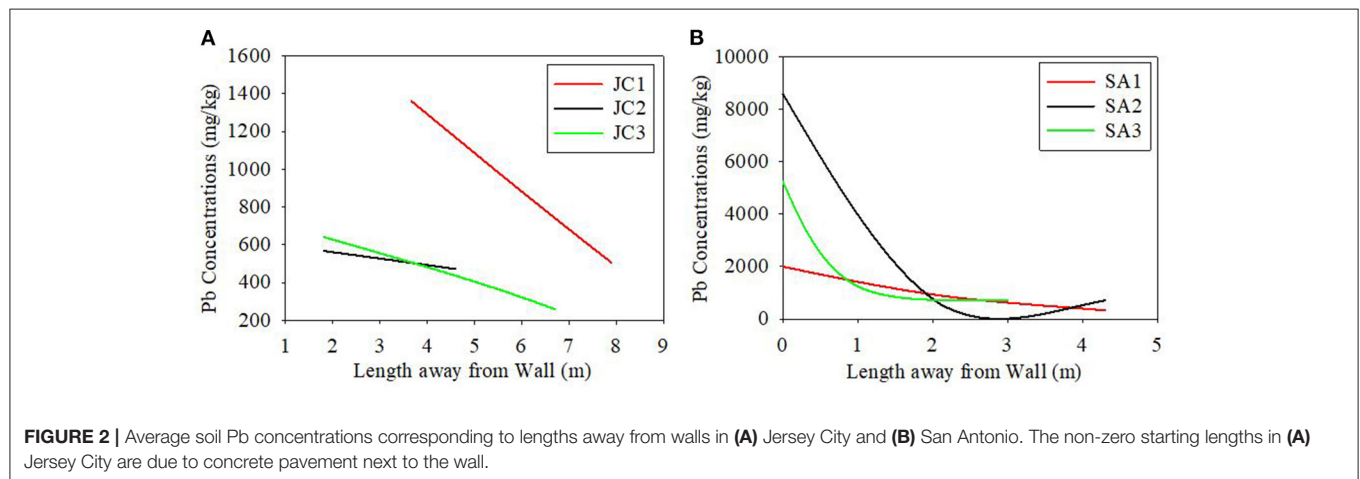 A
1600
1400
1200
1000
800
600
400
200
Pb Concentrations (mg/kg)
JC1
JC2
JC3
1 2 3 4 5 6 7 8 9
Length away from Wall (m)
B
10000
8000
6000
4000
2000
0
Pb Concentrations (mg/kg)
SA1
SA2
SA3
0 1 2 3 4 5
Length away from Wall (m)
FIGURE 2 | Average soil Pb concentrations corresponding to lengths away from walls in (A) Jersey City and (B) San Antonio. The non-zero starting lengths in (A)
Jersey City are due to concrete pavement next to the wall.